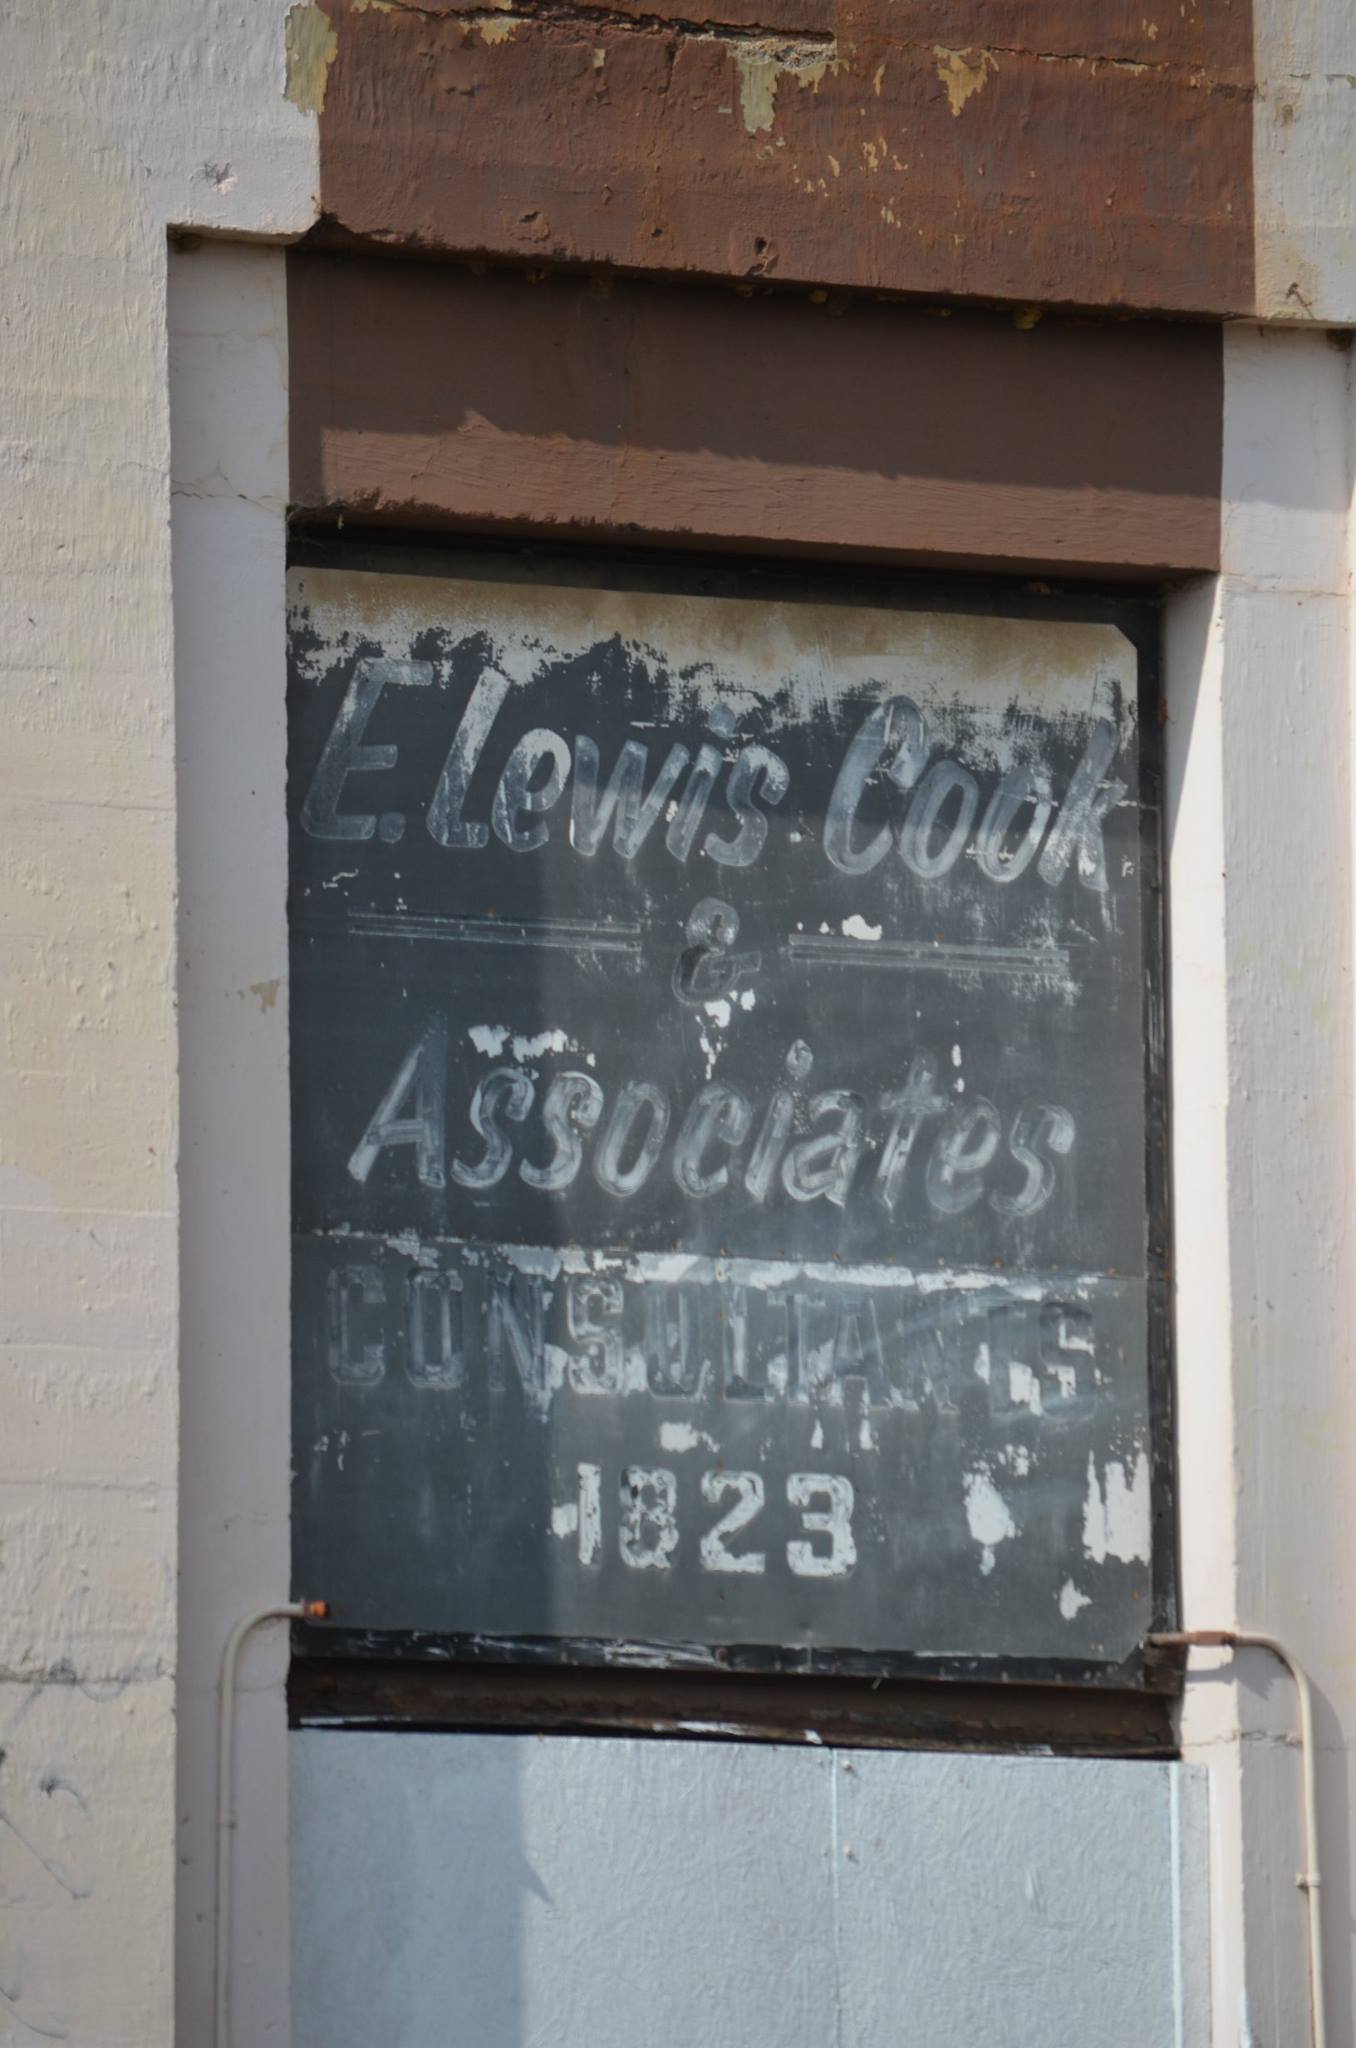 E. Lewis Cook
&
Associates
CONSULTANTS
1823